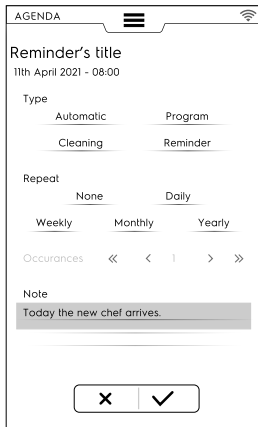 AGENDA
Reminder's title
11th April 2021 - 08:00
Type
Automatic Program
Cleaning Reminder
Repeat
None Daily
Weekly Monthly Yearly
Occurances « < 1 > »
Note
Today the new chef arrives.